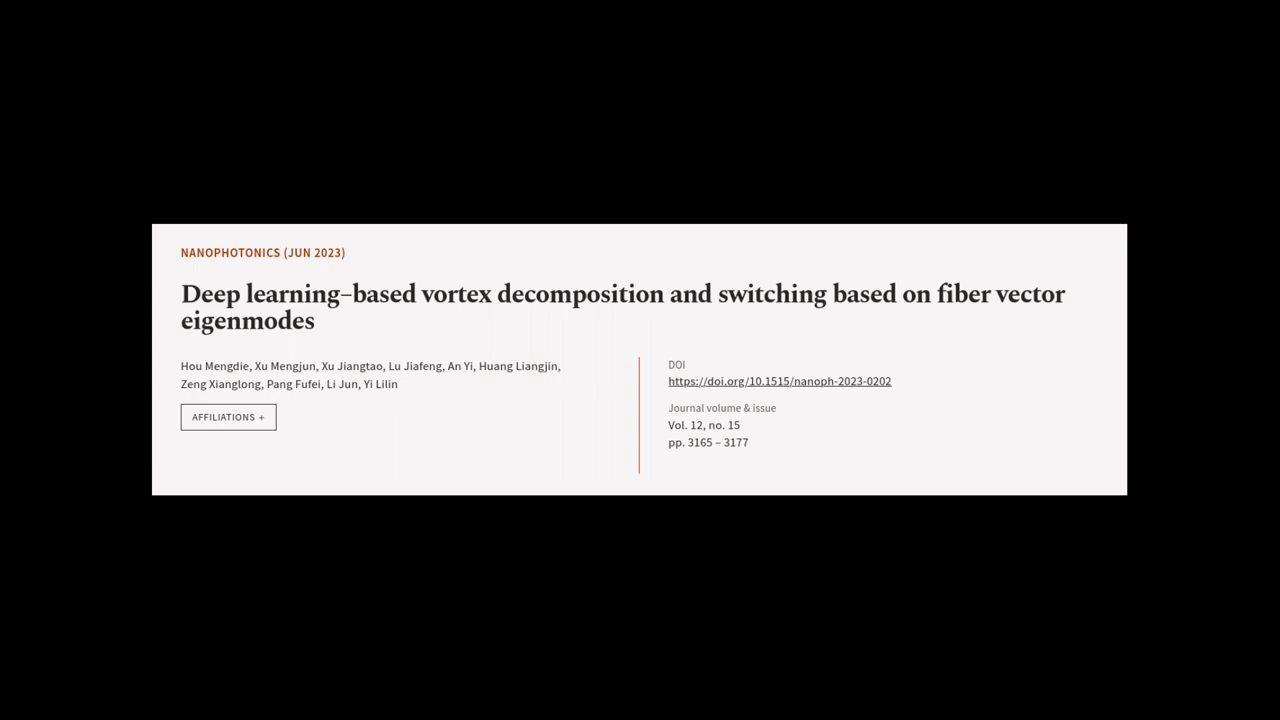 NANOPHOTONICS (JUN 2023)
Deep learning–based vortex decomposition and switching based on fiber vector
eigenmodes
Hou Mengdie, Xu Mengjun, Xu Jiangtao, Lu Jiafeng, An Yi, Huang Liangjin,
Zeng Xianglong, Pang Fufei, Li Jun, Yi Lilin
AFFILIATIONS +
DOI
https://doi.org/10.1515/nanoph-2023-0202
Journal volume & issue
Vol. 12, no. 15
pp. 3165 – 3177